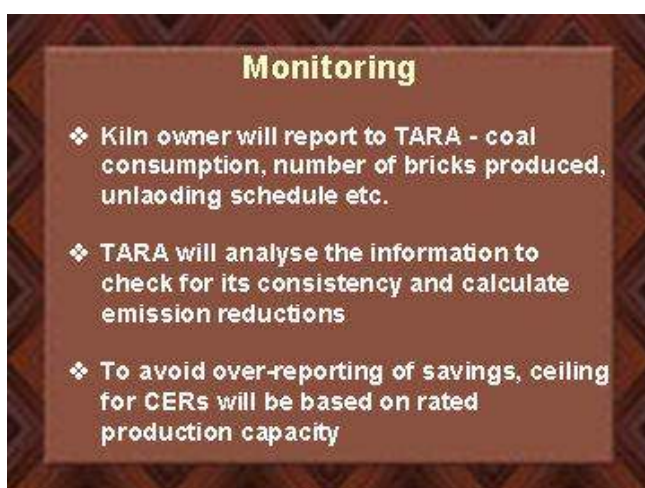 Monitoring
❖ Kiln owner will report to TARA - coal
consumption, number of bricks produced,
unlaoding schedule etc.
❖ TARA will analyse the information to
check for its consistency and calculate
emission reductions
❖ To avoid over-reporting of savings, ceiling
for CERs will be based on rated
production capacity